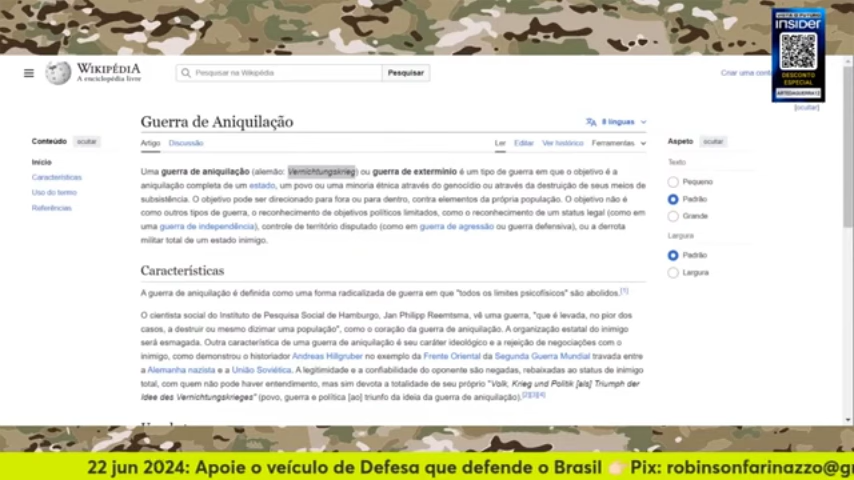 insider
DESCONTO
ESPECIAL
ARTEDAGUERRA12
[ocultar]
WIKIPÉDIA
A enciclopédia livre
Pesquisar na Wikipédia
Pesquisar
Criar uma conta
Guerra de Aniquilação
8 línguas
Conteúdo ocultar
Início
Características
Uso do termo
Referências
Artigo Discussão
Ler Editar Ver histórico Ferramentas
Uma guerra de aniquilação (alemão: Vernichtungskrieg) ou guerra de extermínio é um tipo de guerra em que o objetivo é a
aniquilação completa de um estado, um povo ou uma minoria étnica através do genocídio ou através da destruição de seus meios de
subsistência. O objetivo pode ser direcionado para fora ou para dentro, contra elementos da própria população. O objetivo não é
como outros tipos de guerra, o reconhecimento de objetivos políticos limitados, como o reconhecimento de um status legal (como em
uma guerra de independência), controle de território disputado (como em guerra de agressão ou guerra defensiva), ou a derrota
militar total de um estado inimigo.
Características
A guerra de aniquilação é definida como uma forma radicalizada de guerra em que "todos os limites psicofísicos" são abolidos.[1]
O cientista social do Instituto de Pesquisa Social de Hamburgo, Jan Philipp Reemtsma, vê uma guerra, "que é levada, no pior dos
casos, a destruir ou mesmo dizimar uma população", como o coração da guerra de aniquilação. A organização estatal do inimigo
será esmagada. Outra característica de uma guerra de aniquilação é seu caráter ideológico e a rejeição de negociações com o
inimigo, como demonstrou o historiador Andreas Hillgruber no exemplo da Frente Oriental da Segunda Guerra Mundial travada entre
a Alemanha nazista e a União Soviética. A legitimidade e a confiabilidade do oponente são negadas, rebaixadas ao status de inimigo
total, com quem não pode haver entendimento, mas sim devota a totalidade de seu próprio "Volk, Krieg und Politik [als] Triumph der
Idee des Vernichtungskrieges" (povo, guerra e política [ao] triunfo da ideia da guerra de aniquilação).[2][3][4]
Aspeto ocultar
Texto
Pequeno
Padrão
Grande
Largura
Padrão
Largura
22 jun 2024: Apoie o veículo de Defesa que defende o Brasil 👉🏻Pix: robinsonfarinazzo@g